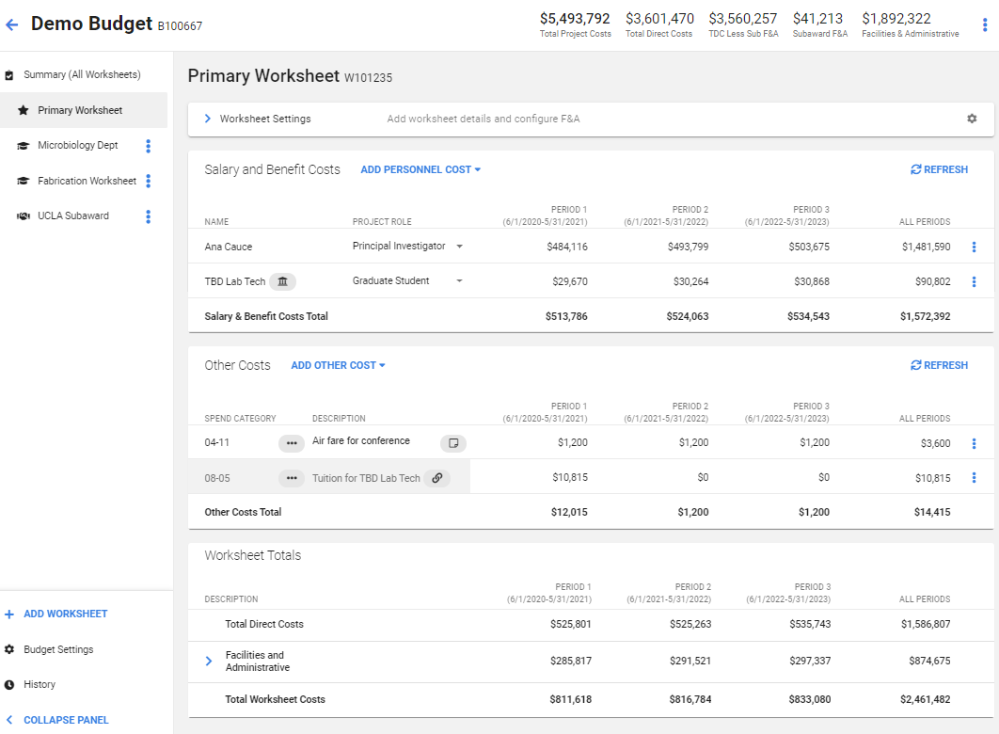 Demo Budget B100667
$5,493,792 $3,601,470 $3,560,257 $41,213 $1,892,322
Total Project Costs Total Direct Costs TDC Less Sub F&A Subaward F&A Facilities & Administrative
Summary (All Worksheets)
Primary Worksheet
Microbiology Dept
Fabrication Worksheet
UCLA Subaward
ADD WORKSHEET
Budget Settings
History
COLLAPSE PANEL
Primary Worksheet W101235
Worksheet Settings Add worksheet details and configure F&A
Salary and Benefit Costs ADD PERSONNEL COST REFRESH
PERIOD 1 PERIOD 2 PERIOD 3
NAME PROJECT ROLE (6/1/2020-5/31/2021) (6/1/2021-5/31/2022) (6/1/2022-5/31/2023) ALL PERIODS
Ana Cauce Principal Investigator $484,116 $493,799 $503,675 $1,481,590
TBD Lab Tech Graduate Student $29,670 $30,264 $30,868 $90,802
Salary & Benefit Costs Total $513,786 $524,063 $534,543 $1,572,392
Other Costs ADD OTHER COST REFRESH
PERIOD 1 PERIOD 2 PERIOD 3
SPEND CATEGORY DESCRIPTION (6/1/2020-5/31/2021) (6/1/2021-5/31/2022) (6/1/2022-5/31/2023) ALL PERIODS
04-11 Air fare for conference $1,200 $1,200 $1,200 $3,600
08-05 Tuition for TBD Lab Tech $10,815 $0 $0 $10,815
Other Costs Total $12,015 $1,200 $1,200 $14,415
Worksheet Totals
PERIOD 1 PERIOD 2 PERIOD 3
DESCRIPTION (6/1/2020-5/31/2021) (6/1/2021-5/31/2022) (6/1/2022-5/31/2023) ALL PERIODS
Total Direct Costs $525,801 $525,263 $535,743 $1,586,807
Facilities and
Administrative $285,817 $291,521 $297,337 $874,675
Total Worksheet Costs $811,618 $816,784 $833,080 $2,461,482